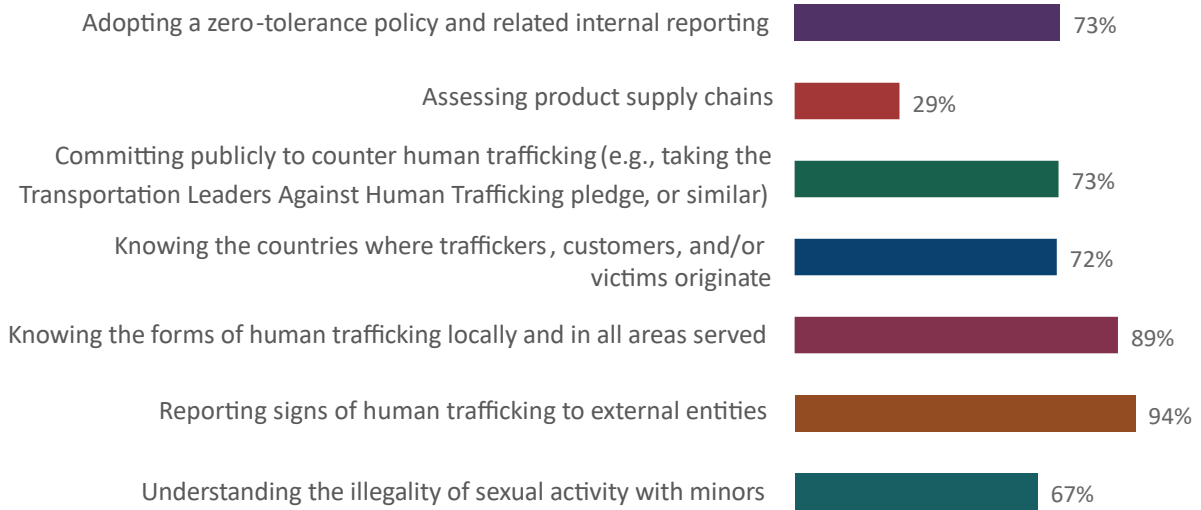 Adopting a zero-tolerance policy and related internal reporting
73%
Assessing product supply chains
29%
Committing publicly to counter human trafficking (e.g., taking the
Transportation Leaders Against Human Trafficking pledge, or similar)
73%
Knowing the countries where traffickers, customers, and/or
victims originate
72%
Knowing the forms of human trafficking locally and in all areas served
89%
Reporting signs of human trafficking to external entities
94%
Understanding the illegality of sexual activity with minors
67%